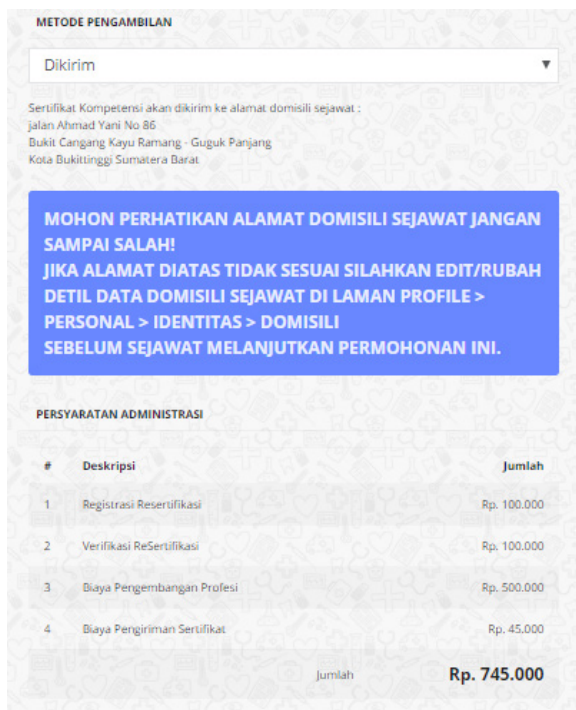 METODE PENGAMBILAN
Dikirim
Sertifikat Kompetensi akan dikirim ke alamat domisili sejawat :
jalan Ahmad Yani No 86
Bukit Cangang Kayu Ramang - Guguk Panjang
Kota Bukittinggi Sumatera Barat
MOHON PERHATIKAN ALAMAT DOMISILI SEJAWAT JANGAN
SAMPAI SALAH!
JIKA ALAMAT DIATAS TIDAK SESUAI SILAHKAN EDIT/RUBAH
DETIL DATA DOMISILI SEJAWAT DI LAMAN PROFILE >
PERSONAL > IDENTITAS > DOMISILI
SEBELUM SEJAWAT MELANJUTKAN PERMOHONAN INI.
PERSYARATAN ADMINISTRASI
# Deskripsi Jumlah
1 Registrasi Resertifikasi Rp. 100.000
2 Verifikasi ReSertifikasi Rp. 100.000
3 Biaya Pengembangan Profesi Rp. 500.000
4 Biaya Pengiriman Sertifikat Rp. 45.000
Jumlah Rp. 745.000